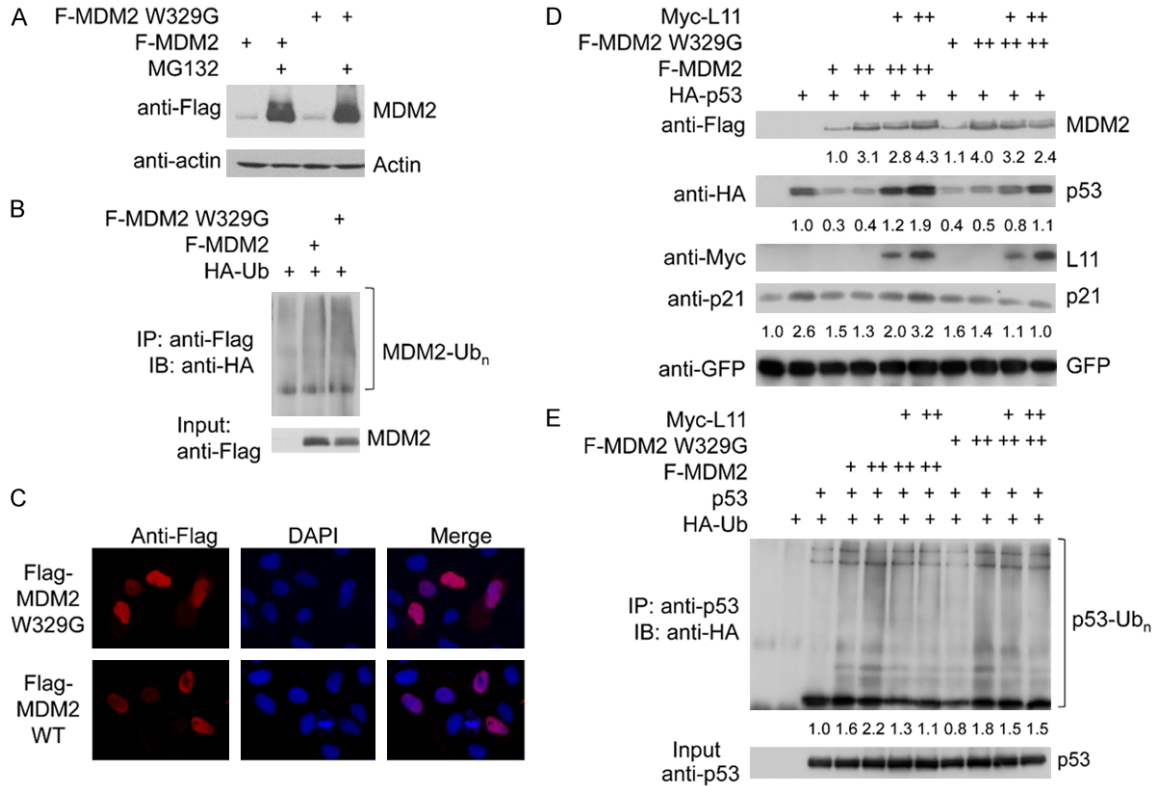 A
F-MDM2 W329G + +
F-MDM2 + +
MG132 + +
anti-Flag MDM2
anti-actin Actin
B
F-MDM2 W329G +
F-MDM2 +
HA-Ub + + +
IP: anti-Flag
IB: anti-HA
MDM2-Ubn
Input:
anti-Flag
MDM2
C
Anti-Flag DAPI Merge
Flag-
MDM2
W329G
Flag-
MDM2
WT
D
Myc-L11 + ++ + ++
F-MDM2 W329G + ++ ++ ++
F-MDM2 + ++ ++ ++
HA-p53 + + + + + + + + +
anti-Flag MDM2
1.0 3.1 2.8 4.3 1.1 4.0 3.2 2.4
anti-HA p53
1.0 0.3 0.4 1.2 1.9 0.4 0.5 0.8 1.1
anti-Myc L11
anti-p21 p21
1.0 2.6 1.5 1.3 2.0 3.2 1.6 1.4 1.1 1.0
anti-GFP GFP
E
Myc-L11 + ++ + ++
F-MDM2 W329G + ++ ++ ++
F-MDM2 + ++ ++ ++
p53 + + + + + + + + +
HA-Ub + + + + + + + + + +
IP: anti-p53
IB: anti-HA
p53-Ubn
1.0 1.6 2.2 1.3 1.1 0.8 1.8 1.5 1.5
Input
anti-p53
p53